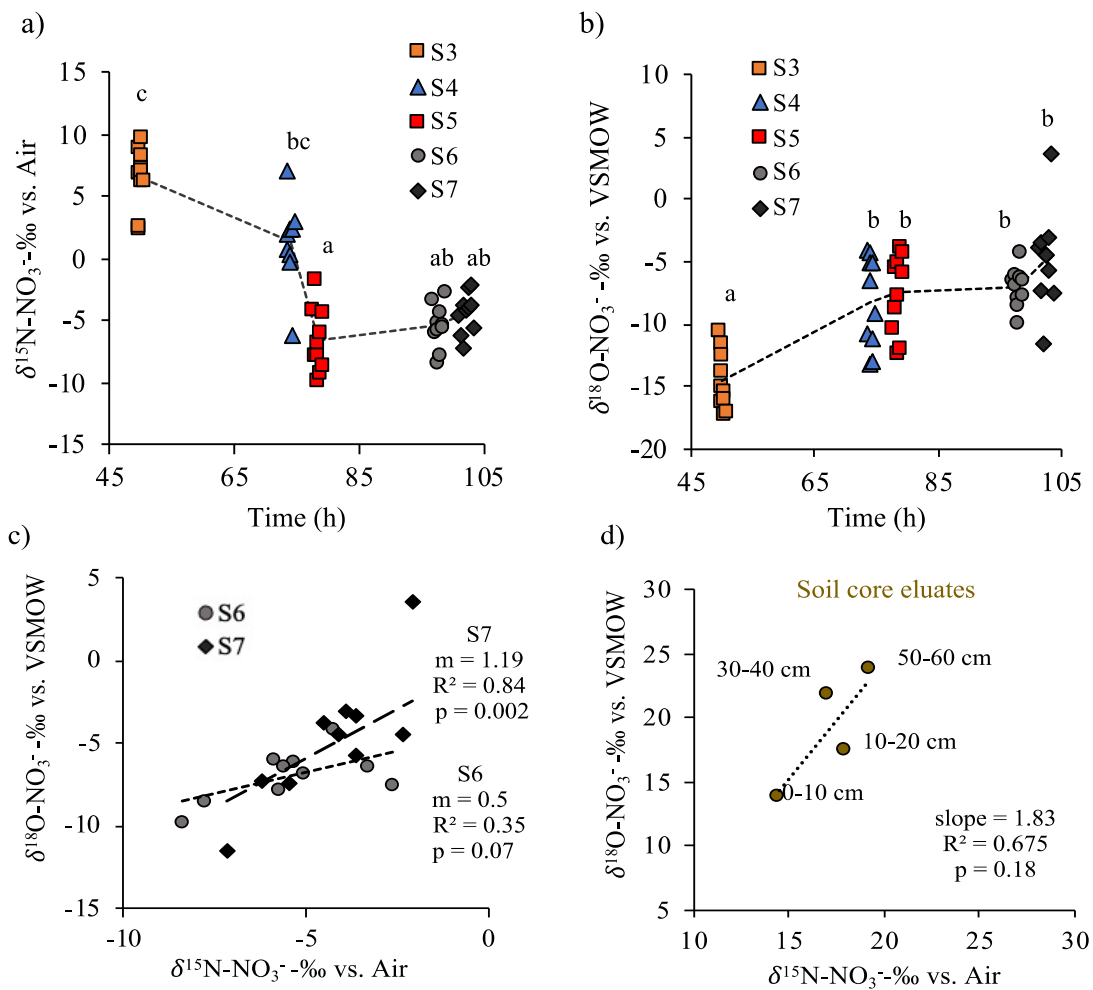 a)
S3
S4
S5
S6
S7
15
10
5
0
-5
-10
-15
c
bc
a
ab
ab
45
65
85
105
Time (h)
δ¹⁵N-NO₃⁻-‰ vs. Air
b)
S3
S4
S5
S6
S7
10
5
0
-5
-10
-15
-20
a
b
b
b
b
45
65
85
105
Time (h)
δ¹⁸O-NO₃⁻-‰ vs. VSMOW
c)
S6
S7
5
0
-5
-10
-15
S7
m = 1.19
R² = 0.84
p = 0.002
S6
m = 0.5
R² = 0.35
p = 0.07
-10
-5
0
δ¹⁵N-NO₃⁻-‰ vs. Air
δ¹⁸O-NO₃⁻-‰ vs. VSMOW
d)
Soil core eluates
30
25
20
15
10
5
30-40 cm
50-60 cm
10-20 cm
0-10 cm
slope = 1.83
R² = 0.675
p = 0.18
10
15
20
25
30
δ¹⁵N-NO₃⁻-‰ vs. Air
δ¹⁸O-NO₃⁻-‰ vs. VSMOW